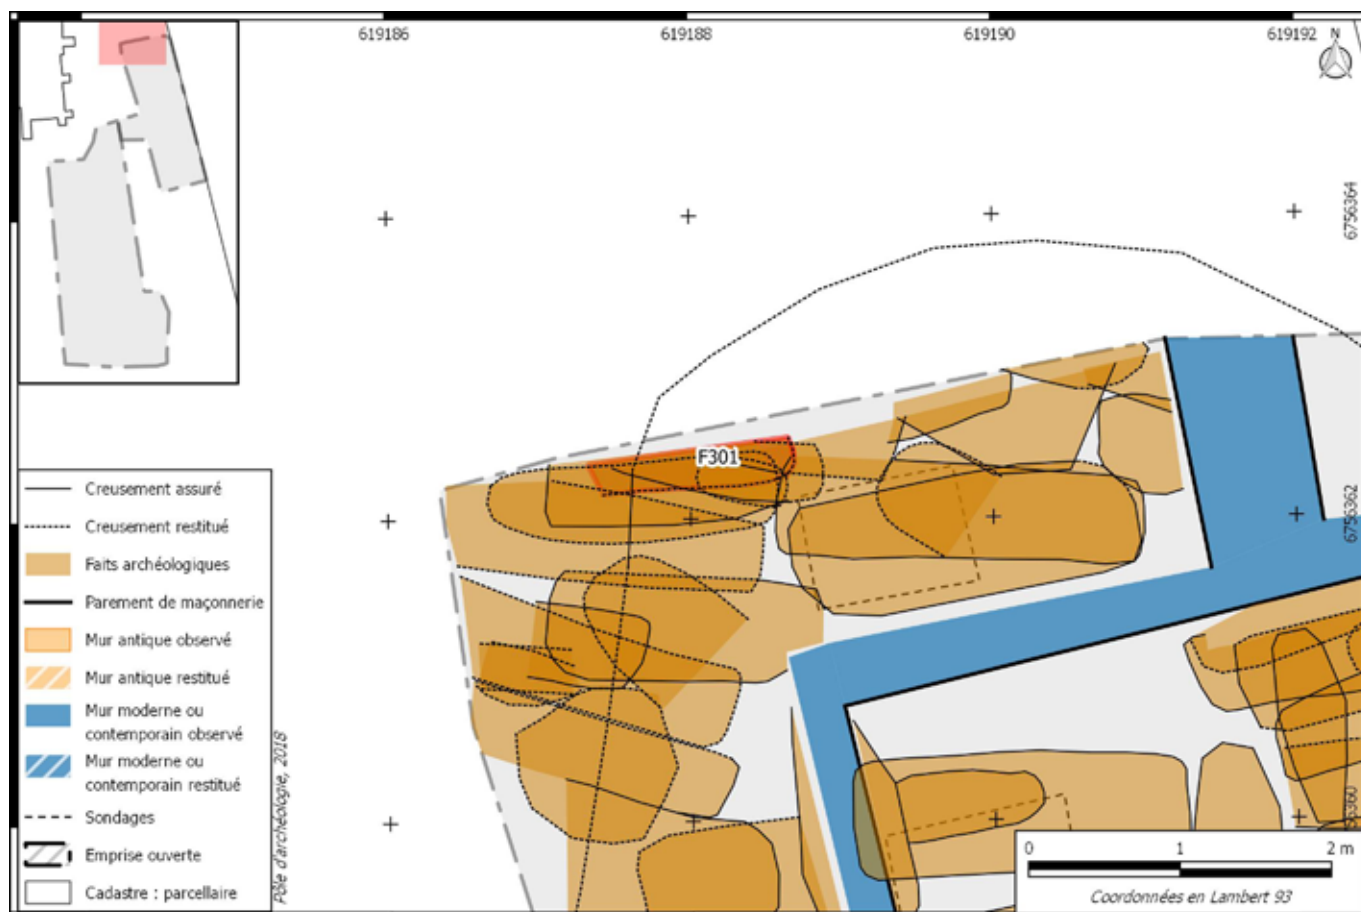 619186
619188
619190
619192
N
6756364
F301
6756362
Creusement assuré
Creusement restitué
Faits archéologiques
Parement de maçonnerie
Mur antique observé
Mur antique restitué
Mur moderne ou
contemporain observé
Mur moderne ou
contemporain restitué
Sondages
Emprise ouverte
Cadastre : parcellaire
Pôle d'archéologie, 2018
0
1
2 m
Coordonnées en Lambert 93